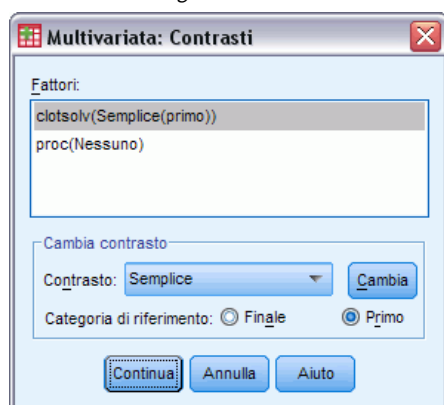 Multivariata: Contrasti
Fattori:
clotsolv(Semplice(primo))
proc(Nessuno)
Cambia contrasto
Contrasto: Semplice Cambia
Categoria di riferimento: Finale Primo
Continua Annulla Aiuto